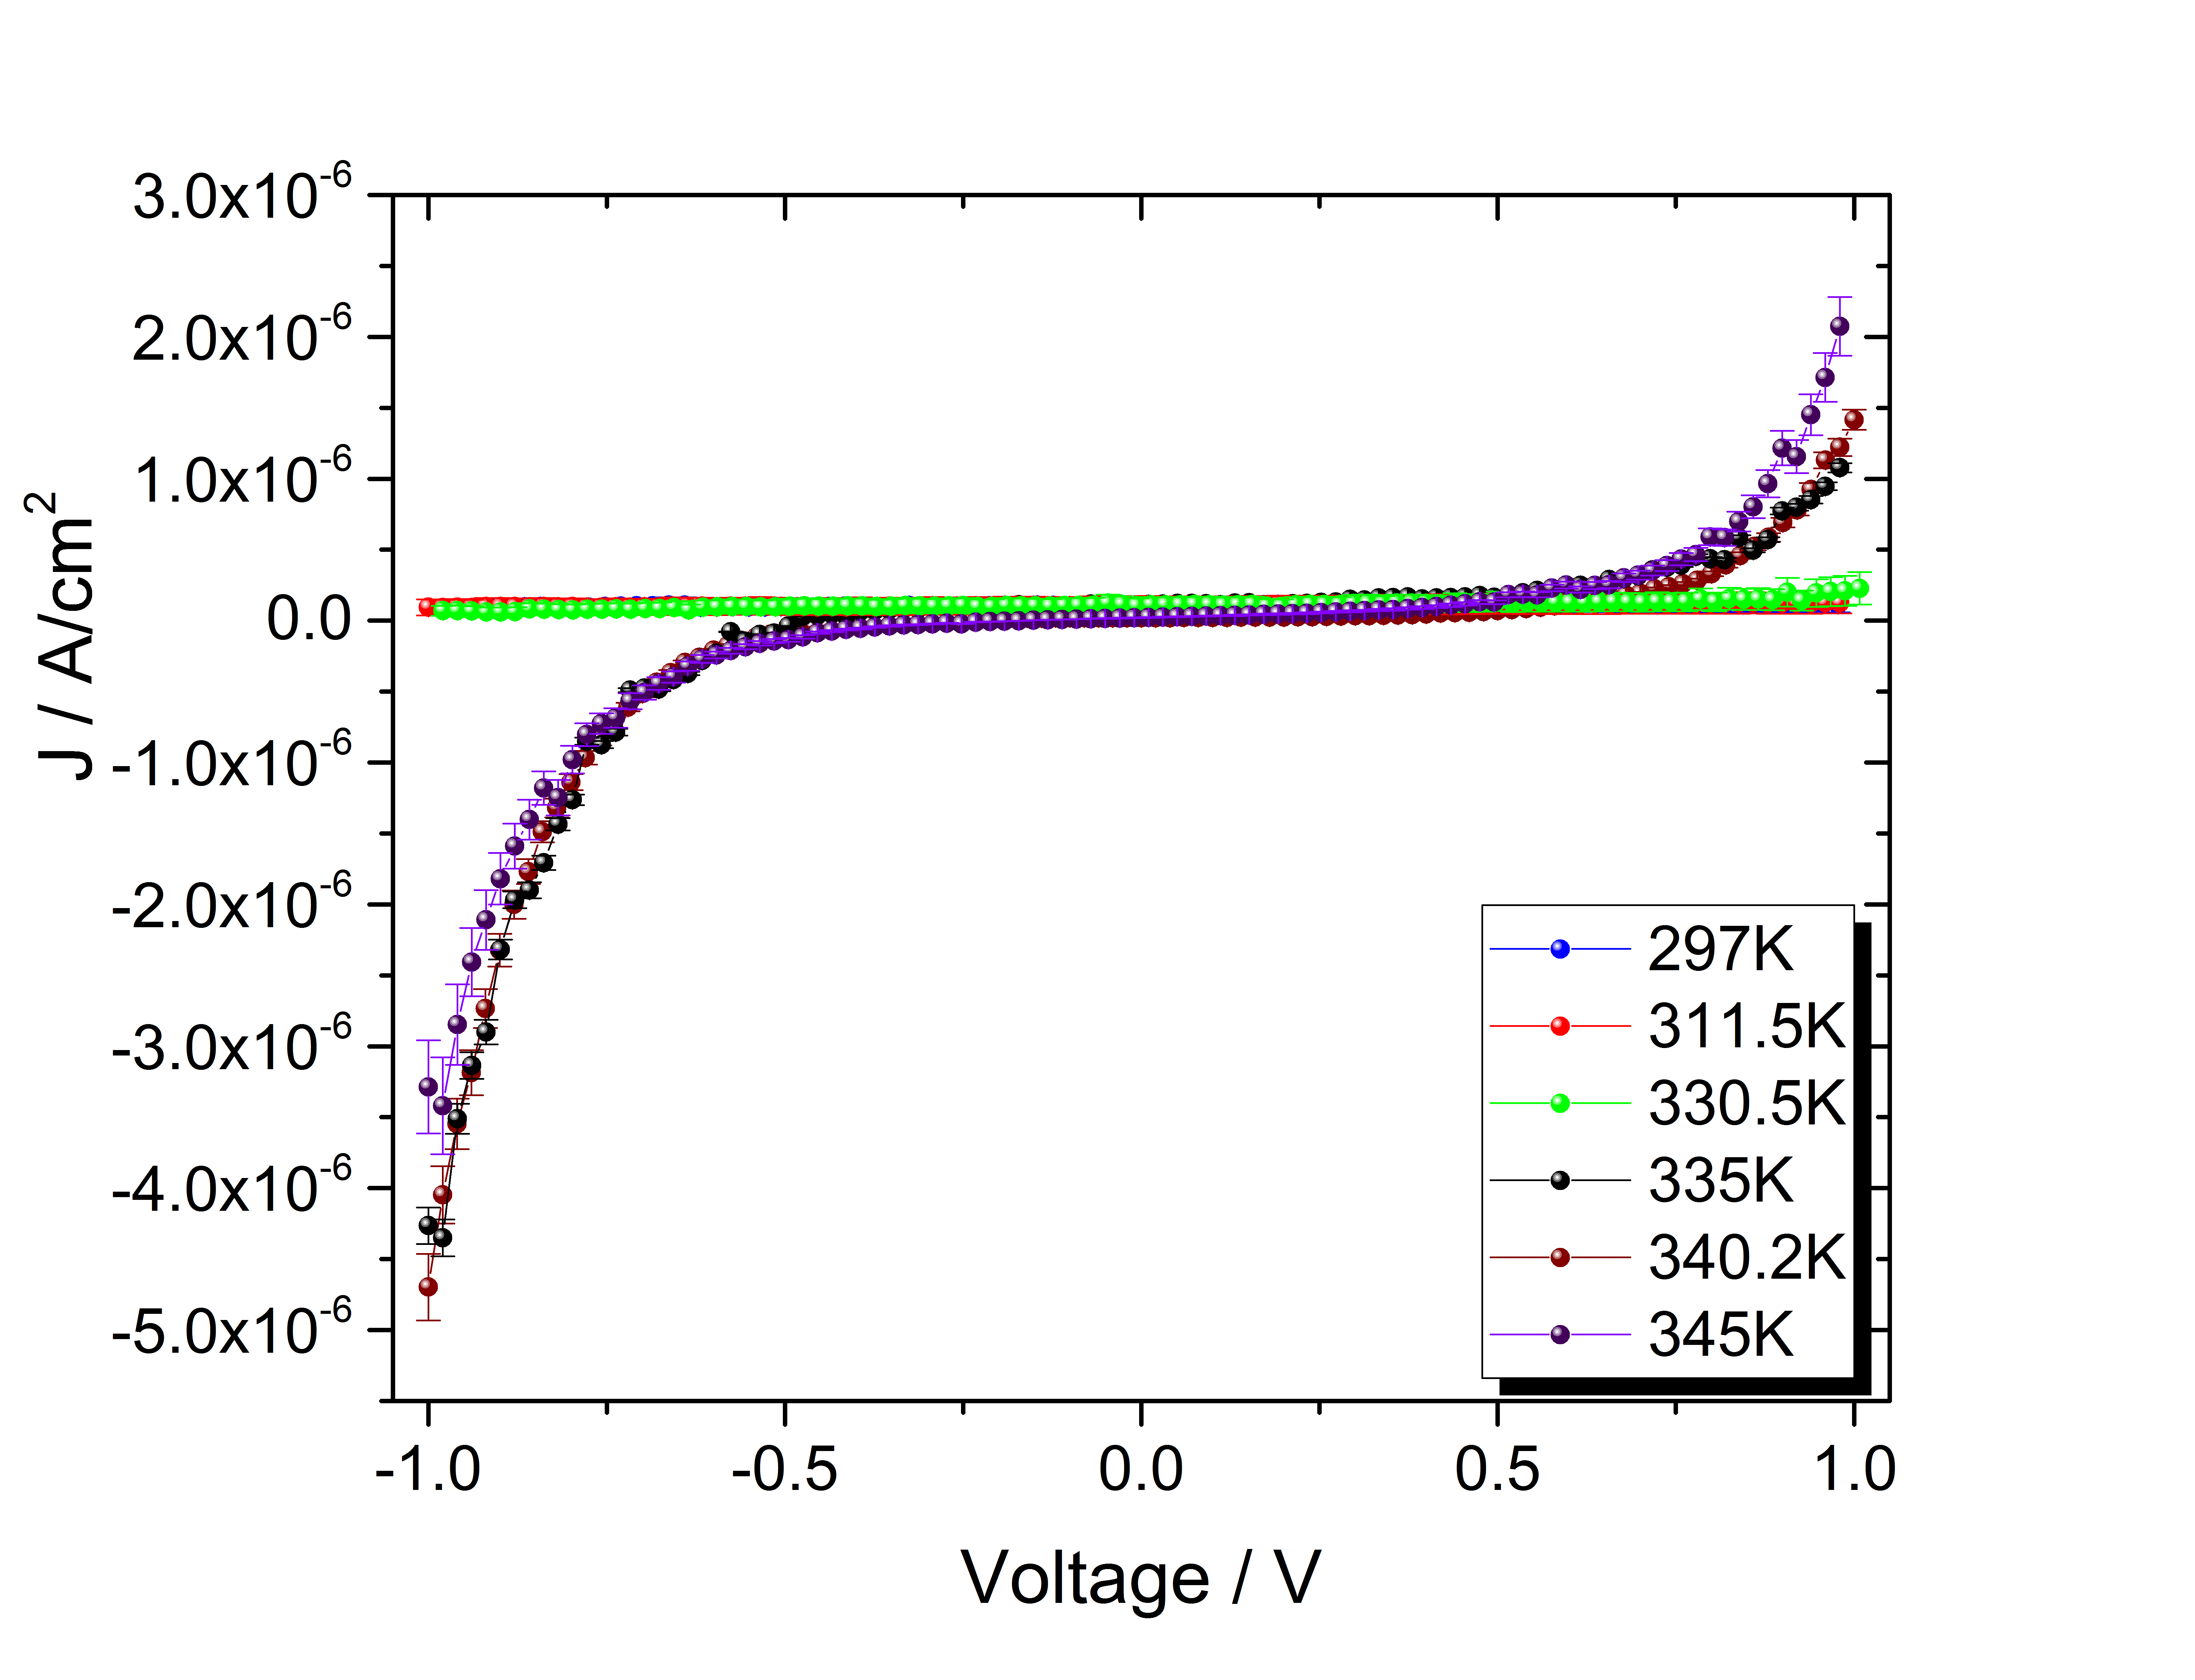 3.0x10⁻⁶
2.0x10⁻⁶
1.0x10⁻⁶
0.0
-1.0x10⁻⁶
-2.0x10⁻⁶
-3.0x10⁻⁶
-4.0x10⁻⁶
-5.0x10⁻⁶
J / A/cm²
297K
311.5K
330.5K
335K
340.2K
345K
-1.0 -0.5 0.0 0.5 1.0
Voltage / V